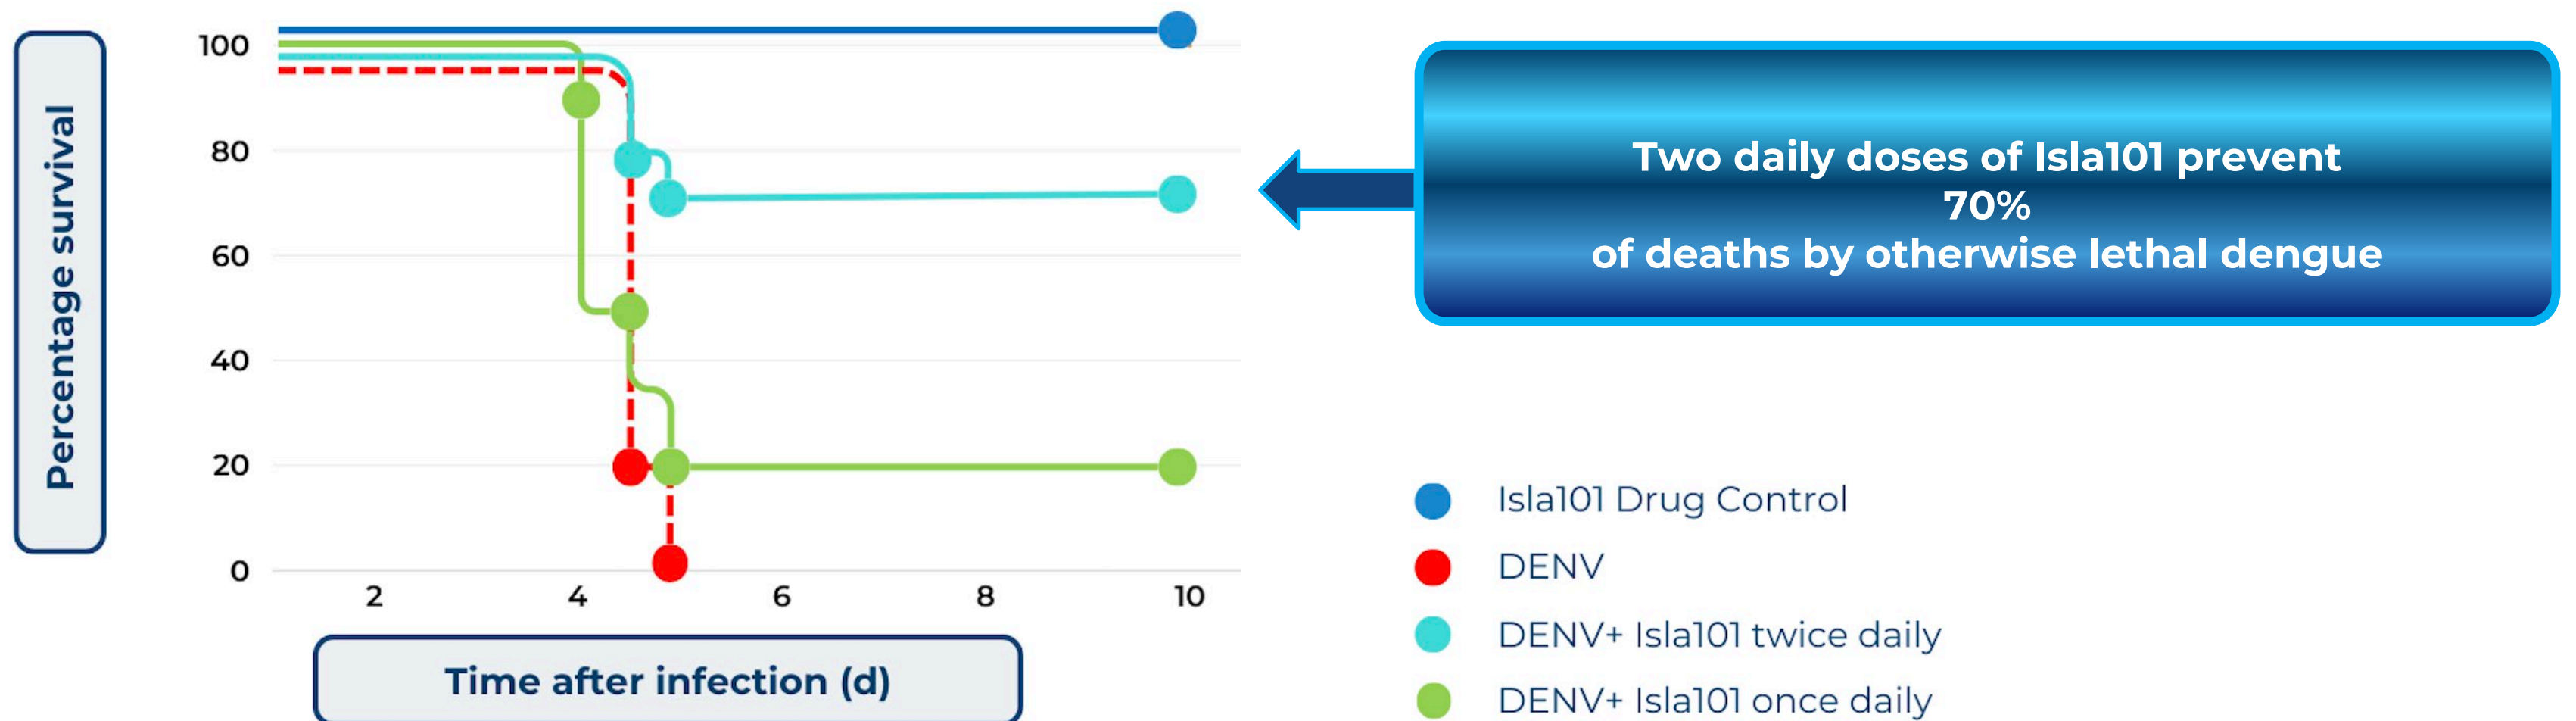 Percentage survival
100
80
60
40
20
0
2 4 6 8 10
Time after infection (d)
Two daily doses of Isla101 prevent
70%
of deaths by otherwise lethal dengue
Isla101 Drug Control
DENV
DENV+ Isla101 twice daily
DENV+ Isla101 once daily